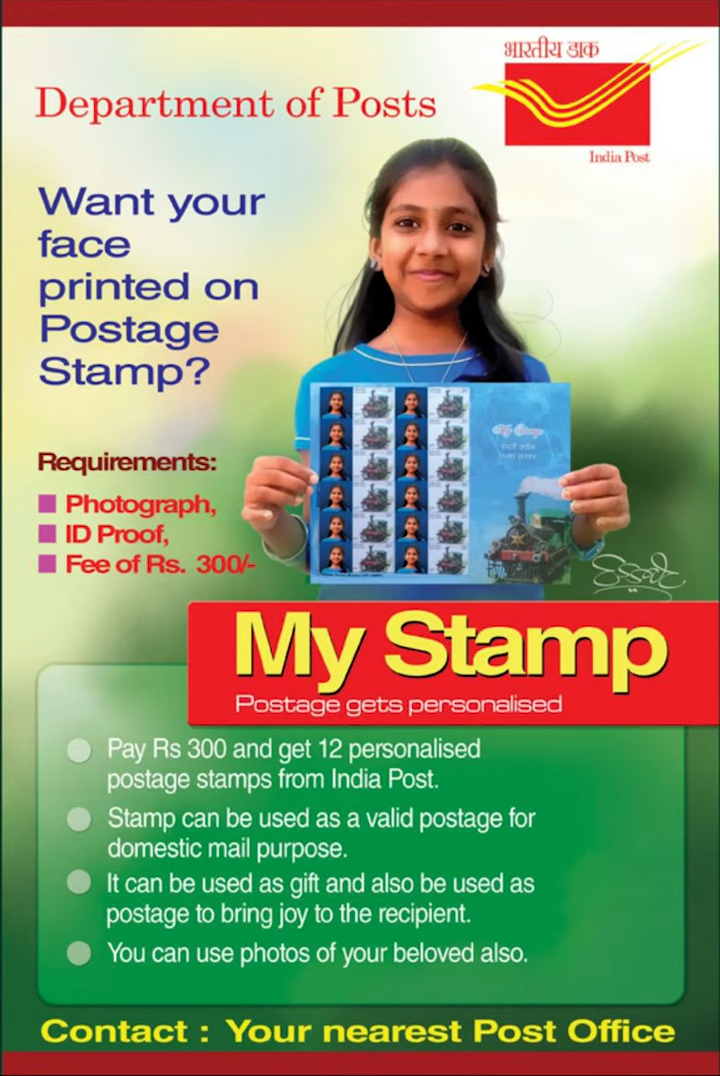 भारतीय डाक
Department of Posts
India Post
Want your
face
printed on
Postage
Stamp?
Requirements:
Photograph,
ID Proof,
Fee of Rs. 300/-
My Stamp
My Stamp
Postage gets personalised
Pay Rs 300 and get 12 personalised
postage stamps from India Post.
Stamp can be used as a valid postage for
domestic mail purpose.
It can be used as gift and also be used as
postage to bring joy to the recipient.
You can use photos of your beloved also.
Contact : Your nearest Post Office